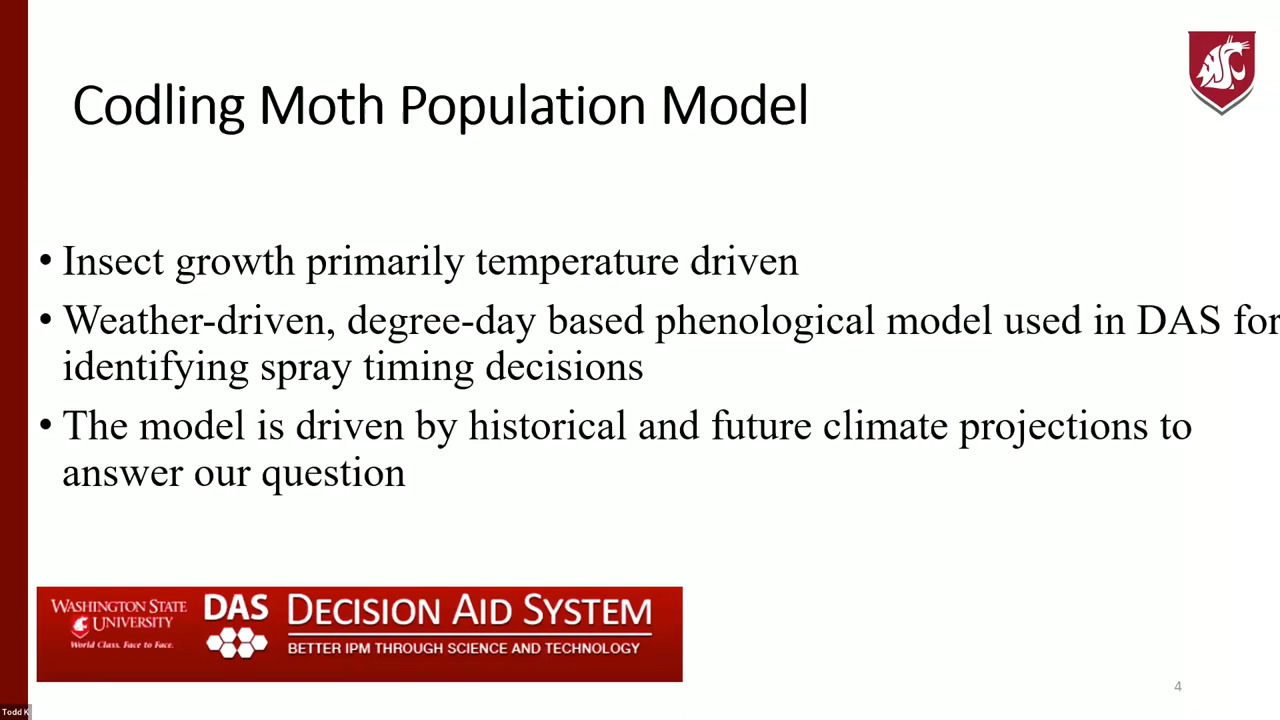 Codling Moth Population Model
• Insect growth primarily temperature driven
• Weather-driven, degree-day based phenological model used in DAS for
identifying spray timing decisions
• The model is driven by historical and future climate projections to
answer our question
WASHINGTON STATE
UNIVERSITY
World Class. Face to Face.
DAS
DECISION AID SYSTEM
BETTER IPM THROUGH SCIENCE AND TECHNOLOGY
4
Todd K